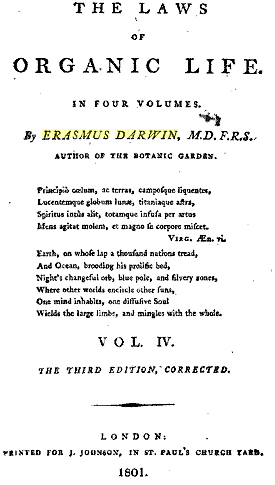 THE LAWS
OF
ORGANIC LIFE.
IN FOUR VOLUMES.
By ERASMUS DARWIN, M.D. F.R.S.
AUTHOR OF THE BOTANIC GARDEN.
Principiò cœlum, ac terras, campoſque liquentes,
Lucentemque globum lunæ, titaniaque aſtra,
Spiritus intùs alit, totamque infuſa per artus
Mens agitat molem, et magno ſe corpore miſcet.
VIRG. Æn. vi.
Earth, on whoſe lap a thouſand nations tread,
And Ocean, brooding his prolific bed,
Night's changeful orb, blue pole, and ſilvery zones,
Where other worlds encircle other ſuns,
One mind inhabits, one diffuſive Soul
Wields the large limbs, and mingles with the whole.
VOL. IV.
THE THIRD EDITION, CORRECTED.
LONDON:
PRINTED FOR J. JOHNSON, IN ST. PAUL'S CHURCH YARD.
1801.